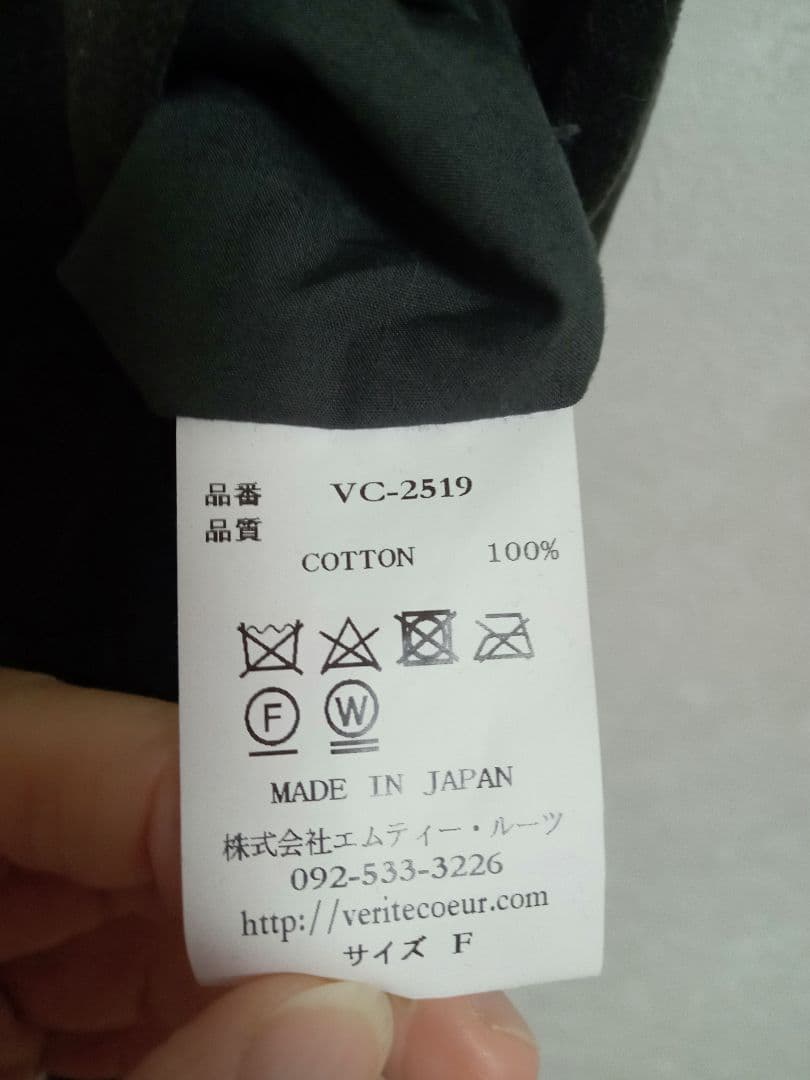 品番 VC-2519
品質
COTTON 100%
F W
MADE IN JAPAN
株式会社エムティー・ルーツ
092-533-3226
http://veritecoeur.com
サイズ F